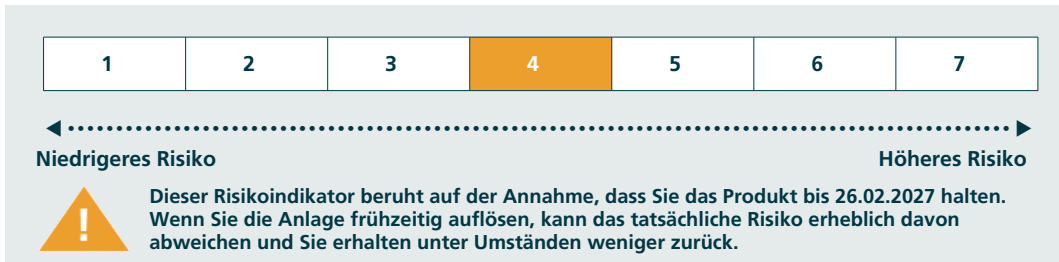 1 2 3 4 5 6 7
Niedrigeres Risiko Höheres Risiko
!
Dieser Risikoindikator beruht auf der Annahme, dass Sie das Produkt bis 26.02.2027 halten.
Wenn Sie die Anlage frühzeitig auflösen, kann das tatsächliche Risiko erheblich davon
abweichen und Sie erhalten unter Umständen weniger zurück.